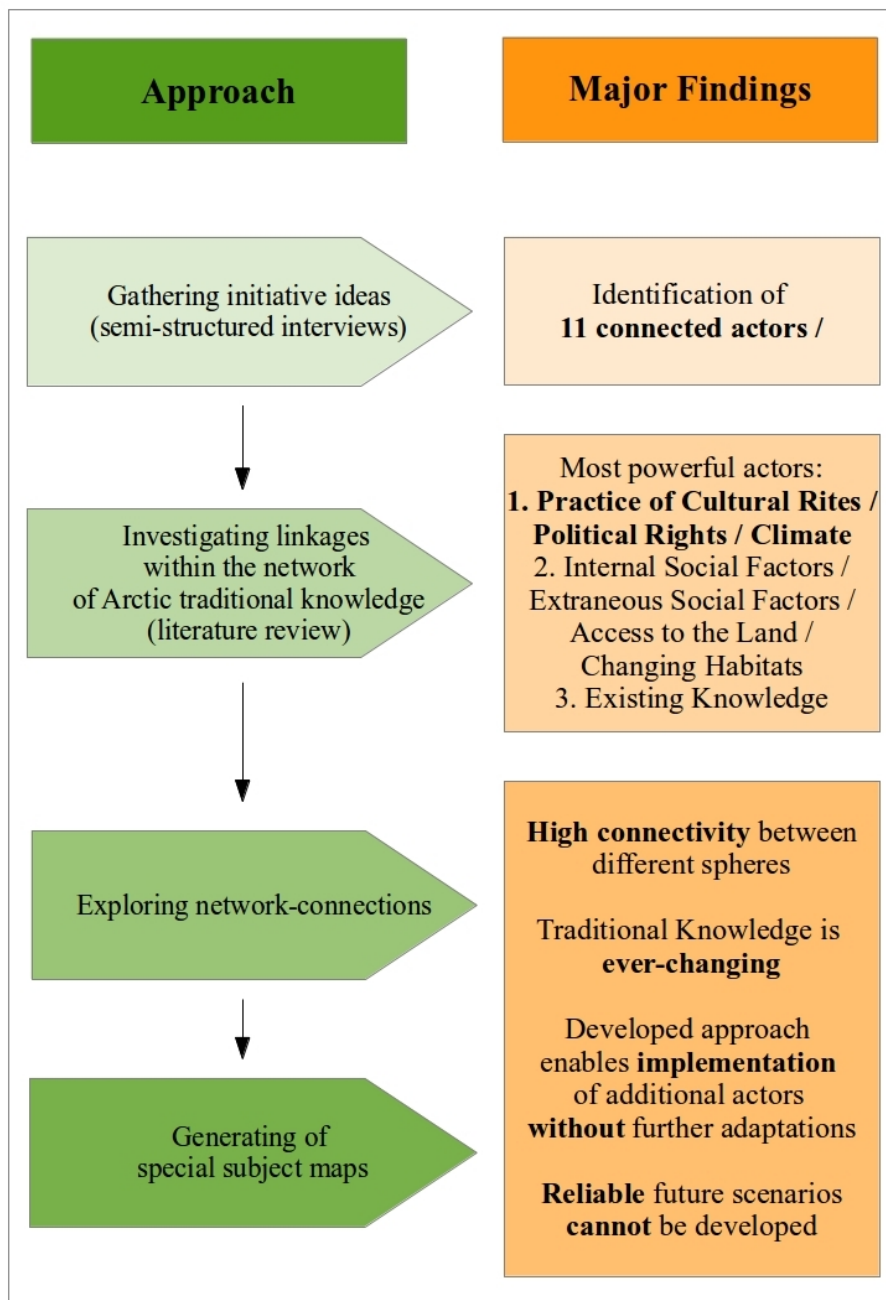 Approach
Major Findings
Gathering initiative ideas
(semi-structured interviews)
Identification of
11 connected actors /
Investigating linkages
within the network
of Arctic traditional knowledge
(literature review)
Most powerful actors:
1. Practice of Cultural Rites /
Political Rights / Climate
2. Internal Social Factors /
Extraneous Social Factors /
Access to the Land /
Changing Habitats
3. Existing Knowledge
Exploring network-connections
High connectivity between
different spheres
Traditional Knowledge is
ever-changing
Developed approach
enables implementation
of additional actors
without further adaptations
Reliable future scenarios
cannot be developed
Generating of
special subject maps